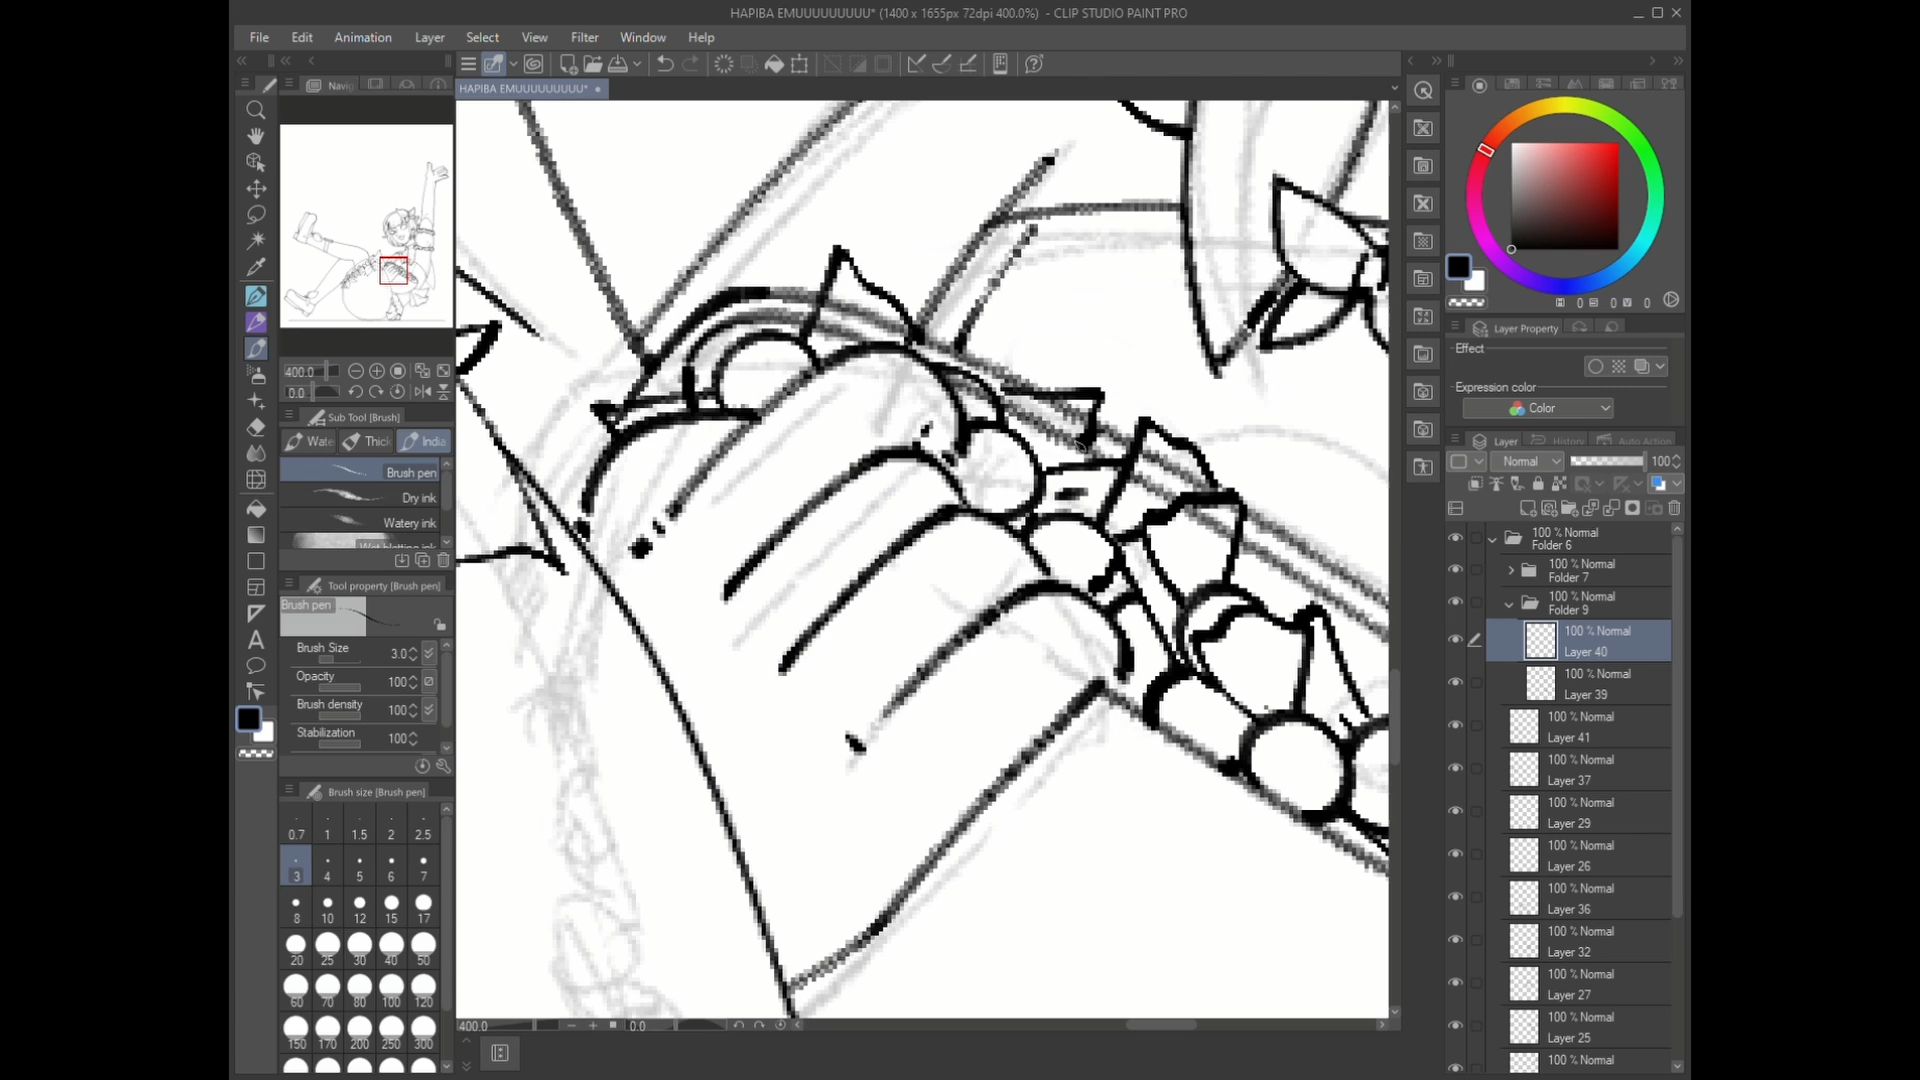 HAPIBA EMUUUUUUUUU* (1400 x 1655px 72dpi 400.0%)  - CLIP STUDIO PAINT PRO
File Edit Animation Layer Select View Filter Window Help
HAPIBA EMUUUUUUUUU*
Navig
400.0
0.0
Sub Tool [Brush]
Wate Thick India
Brush pen
Dry ink
Watery ink
Wet blotting ink
Tool property [Brush pen]
Brush pen
Brush Size 3.0
Opacity 100
Brush density 100
Stabilization 100
Brush size [Brush pen]
0.7 1 1.5 2 2.5
3 4 5 6 7
8 10 12 15 17
20 25 30 40 50
60 70 80 100 120
150 170 200 250 300
400.0 0.0
H 0 S 0 V 0
Layer Property
Effect
Expression color
Color
Layer History Auto Action
Normal 100
100 % Normal
Folder 6
100 % Normal
Folder 7
100 % Normal
Folder 9
100 % Normal
Layer 40
100 % Normal
Layer 39
100 % Normal
Layer 41
100 % Normal
Layer 37
100 % Normal
Layer 29
100 % Normal
Layer 26
100 % Normal
Layer 36
100 % Normal
Layer 32
100 % Normal
Layer 27
100 % Normal
Layer 25
100 % Normal